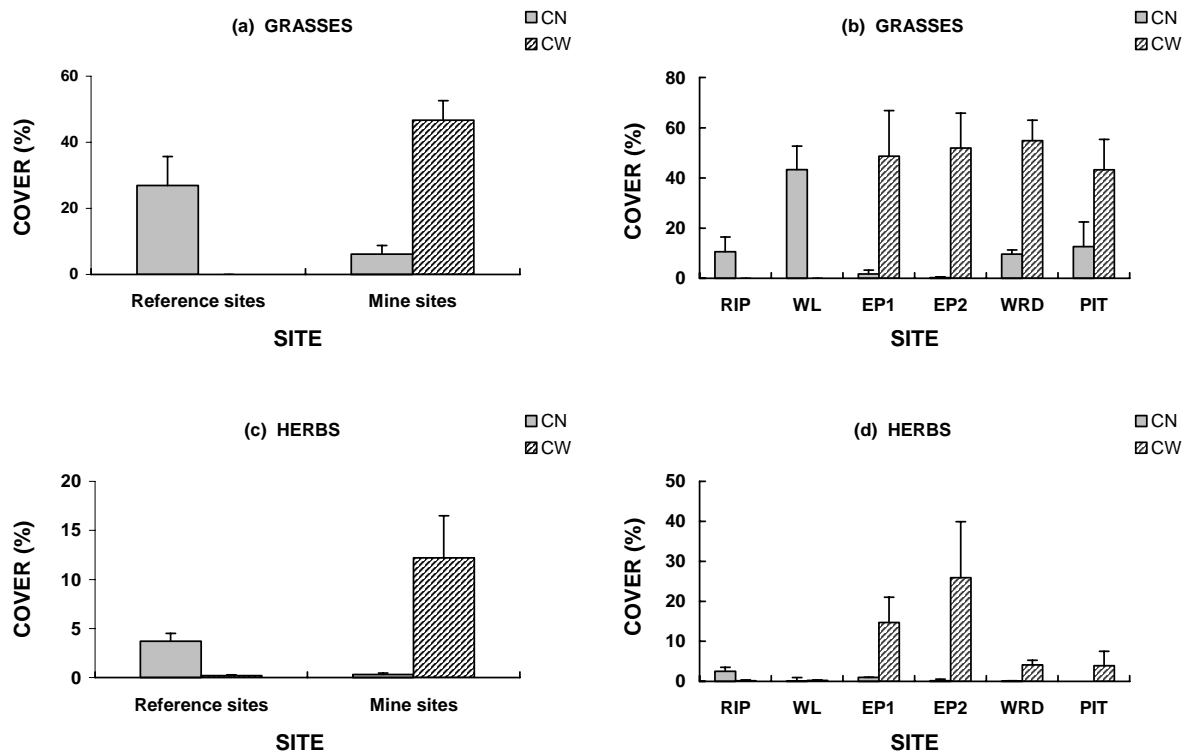 (a) GRASSES
CN
CW
COVER (%)
60
40
20
0
Reference sites Mine sites
SITE
(b) GRASSES
CN
CW
COVER (%)
80
60
40
20
0
RIP WL EP1 EP2 WRD PIT
SITE
(c) HERBS
CN
CW
COVER (%)
20
15
10
5
0
Reference sites Mine sites
SITE
(d) HERBS
CN
CW
COVER (%)
50
40
30
20
10
0
RIP WL EP1 EP2 WRD PIT
SITE